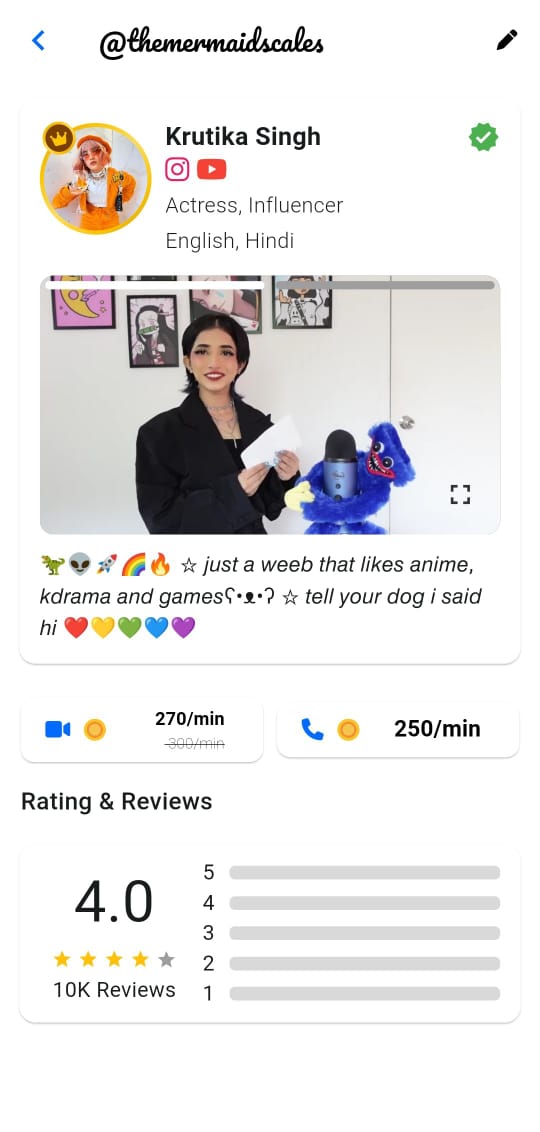 @themermaidscales
Krutika Singh
Actress, Influencer
English, Hindi
🦖👽🚀🌈🔥 ☆ just a weeb that likes anime,
kdrama and gamesʕ•ᴥ•ʔ ☆ tell your dog i said
hi ❤️💛💚💙💜
270/min
300/min
250/min
Rating & Reviews
4.0
10K Reviews
5
4
3
2
1